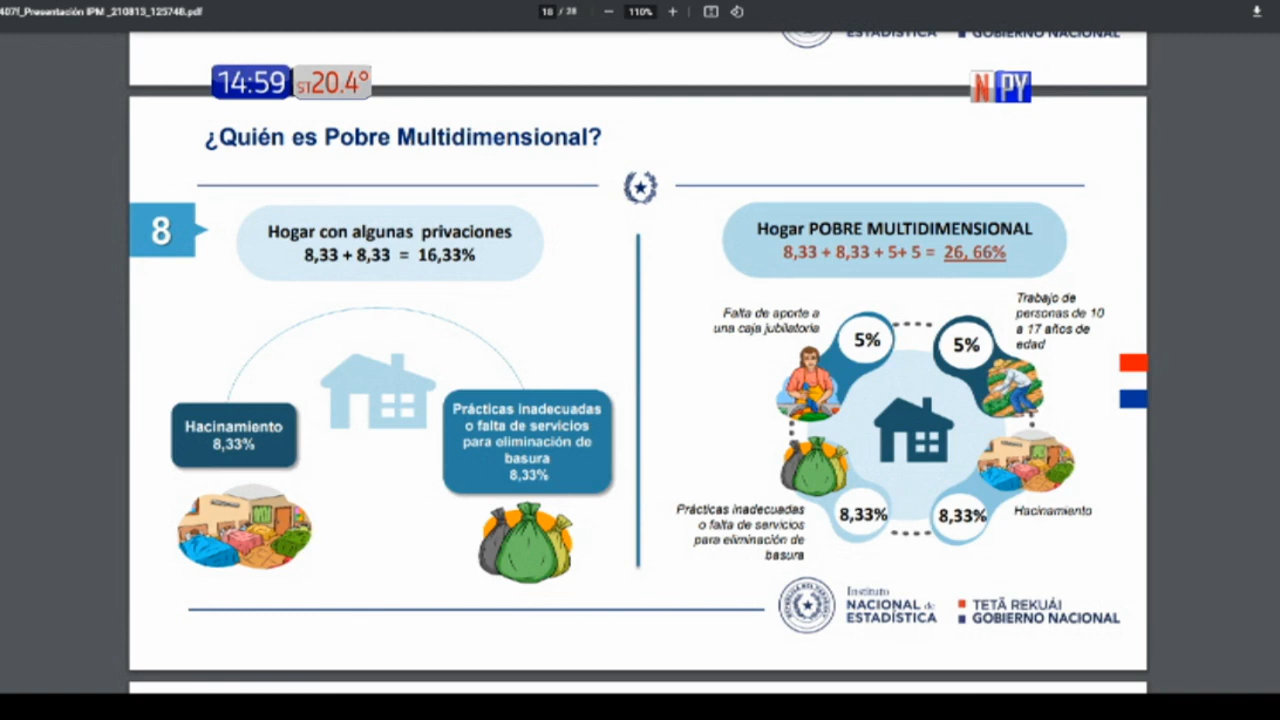 407f_Presentación IPM _210813_125748.pdf
18 / 28
110%
ESTADÍSTICA
GOBIERNO NACIONAL
14:59 ST20.4°
NPY
¿Quién es Pobre Multidimensional?
8
Hogar con algunas privaciones
8,33 + 8,33 = 16,33%
Hacinamiento
8,33%
Prácticas inadecuadas
o falta de servicios
para eliminación de
basura
8,33%
Hogar POBRE MULTIDIMENSIONAL
8,33 + 8,33 + 5+ 5 = 26, 66%
Falta de aporte a
una caja jubilatoria
5%
5%
Trabajo de
personas de 10
a 17 años de
edad
Prácticas inadecuadas
o falta de servicios
para eliminación de
basura
8,33%
8,33%
Hacinamiento
Instituto
NACIONAL de
ESTADÍSTICA
TETÃ REKUÁI
GOBIERNO NACIONAL